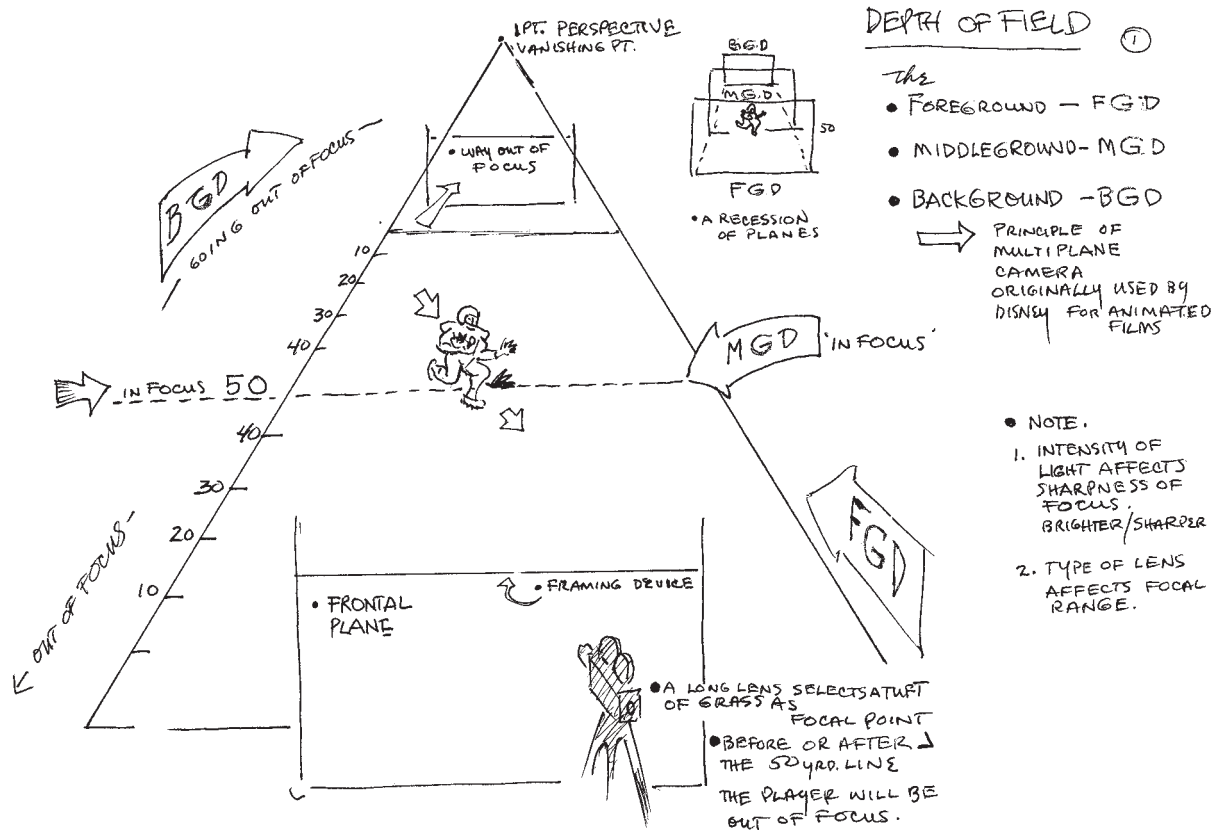 1PT. PERSPECTIVE
VANISHING PT.
DEPTH OF FIELD
1
The
• FOREGROUND — FGD
• MIDDLEGROUND - MGD
• BACKGROUND - BGD
PRINCIPLE OF
MULTIPLANE
CAMERA
ORIGINALLY USED BY
DISNEY FOR ANIMATED
FILMS
BGD
MGD
50
FGD
• A RECESSION
OF PLANES
BGD
GOING OUT OF FOCUS
• WAY OUT OF
FOCUS
10
20
30
40
IN FOCUS 50
40
30
20
10
OUT OF FOCUS
MGD
'IN FOCUS'
FGD
• NOTE.
1. INTENSITY OF
LIGHT AFFECTS
SHARPNESS OF
FOCUS.
BRIGHTER/SHARPER
2. TYPE OF LENS
AFFECTS FOCAL
RANGE.
• FRAMING DEVICE
• FRONTAL
PLANE
• A LONG LENS SELECTS A TUFT
OF GRASS AS
FOCAL POINT
• BEFORE OR AFTER
THE 50 YRD. LINE
THE PLAYER WILL BE
OUT OF FOCUS.